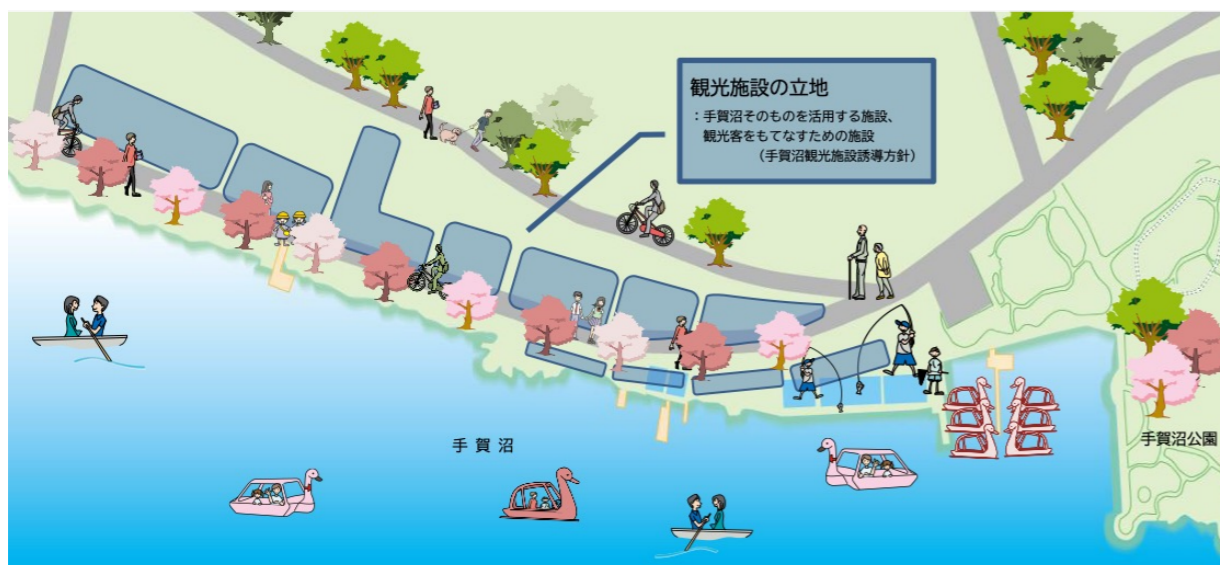 観光施設の立地
：手賀沼そのものを活用する施設、
観光客をもてなすための施設
（手賀沼観光施設誘導方針）
手賀沼
手賀沼公園